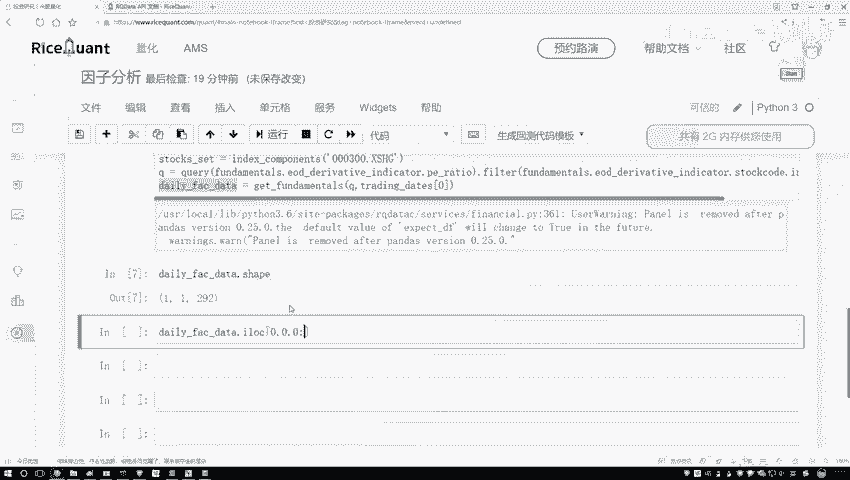 RQData API 文档 - RiceQuant
RiceQuant 量化 AMS 预约路演 帮助文档 社区
因子分析 最后检查: 19 分钟前 (未保存改变)
文件 编辑 查看 插入 单元格 服务 Widgets 帮助 可信的 Python 3
运行 代码 生成回测代码模板 共有 2G 内存供您使用
stocks_set = index_components('000300.XSHG')
q = query(fundamentals.eod_derivative_indicator.pe_ratio).filter(fundamentals.eod_derivative_indicator.stockcode.in
daily_fac_data = get_fundamentals(q,trading_dates[0])
/usr/local/lib/python3.6/site-packages/rqdatac/services/financial.py:361: UserWarning: Panel is removed after p
andas version 0.25.0.the default value of 'expect_df' will change to True in the future.
warnings.warn("Panel is removed after pandas version 0.25.0."
In [7]: daily_fac_data.shape
Out[7]: (1, 1, 292)
In [ ]: daily_fac_data.iloc[0,0,0:]
In [ ]:
In [ ]:
In [ ]: